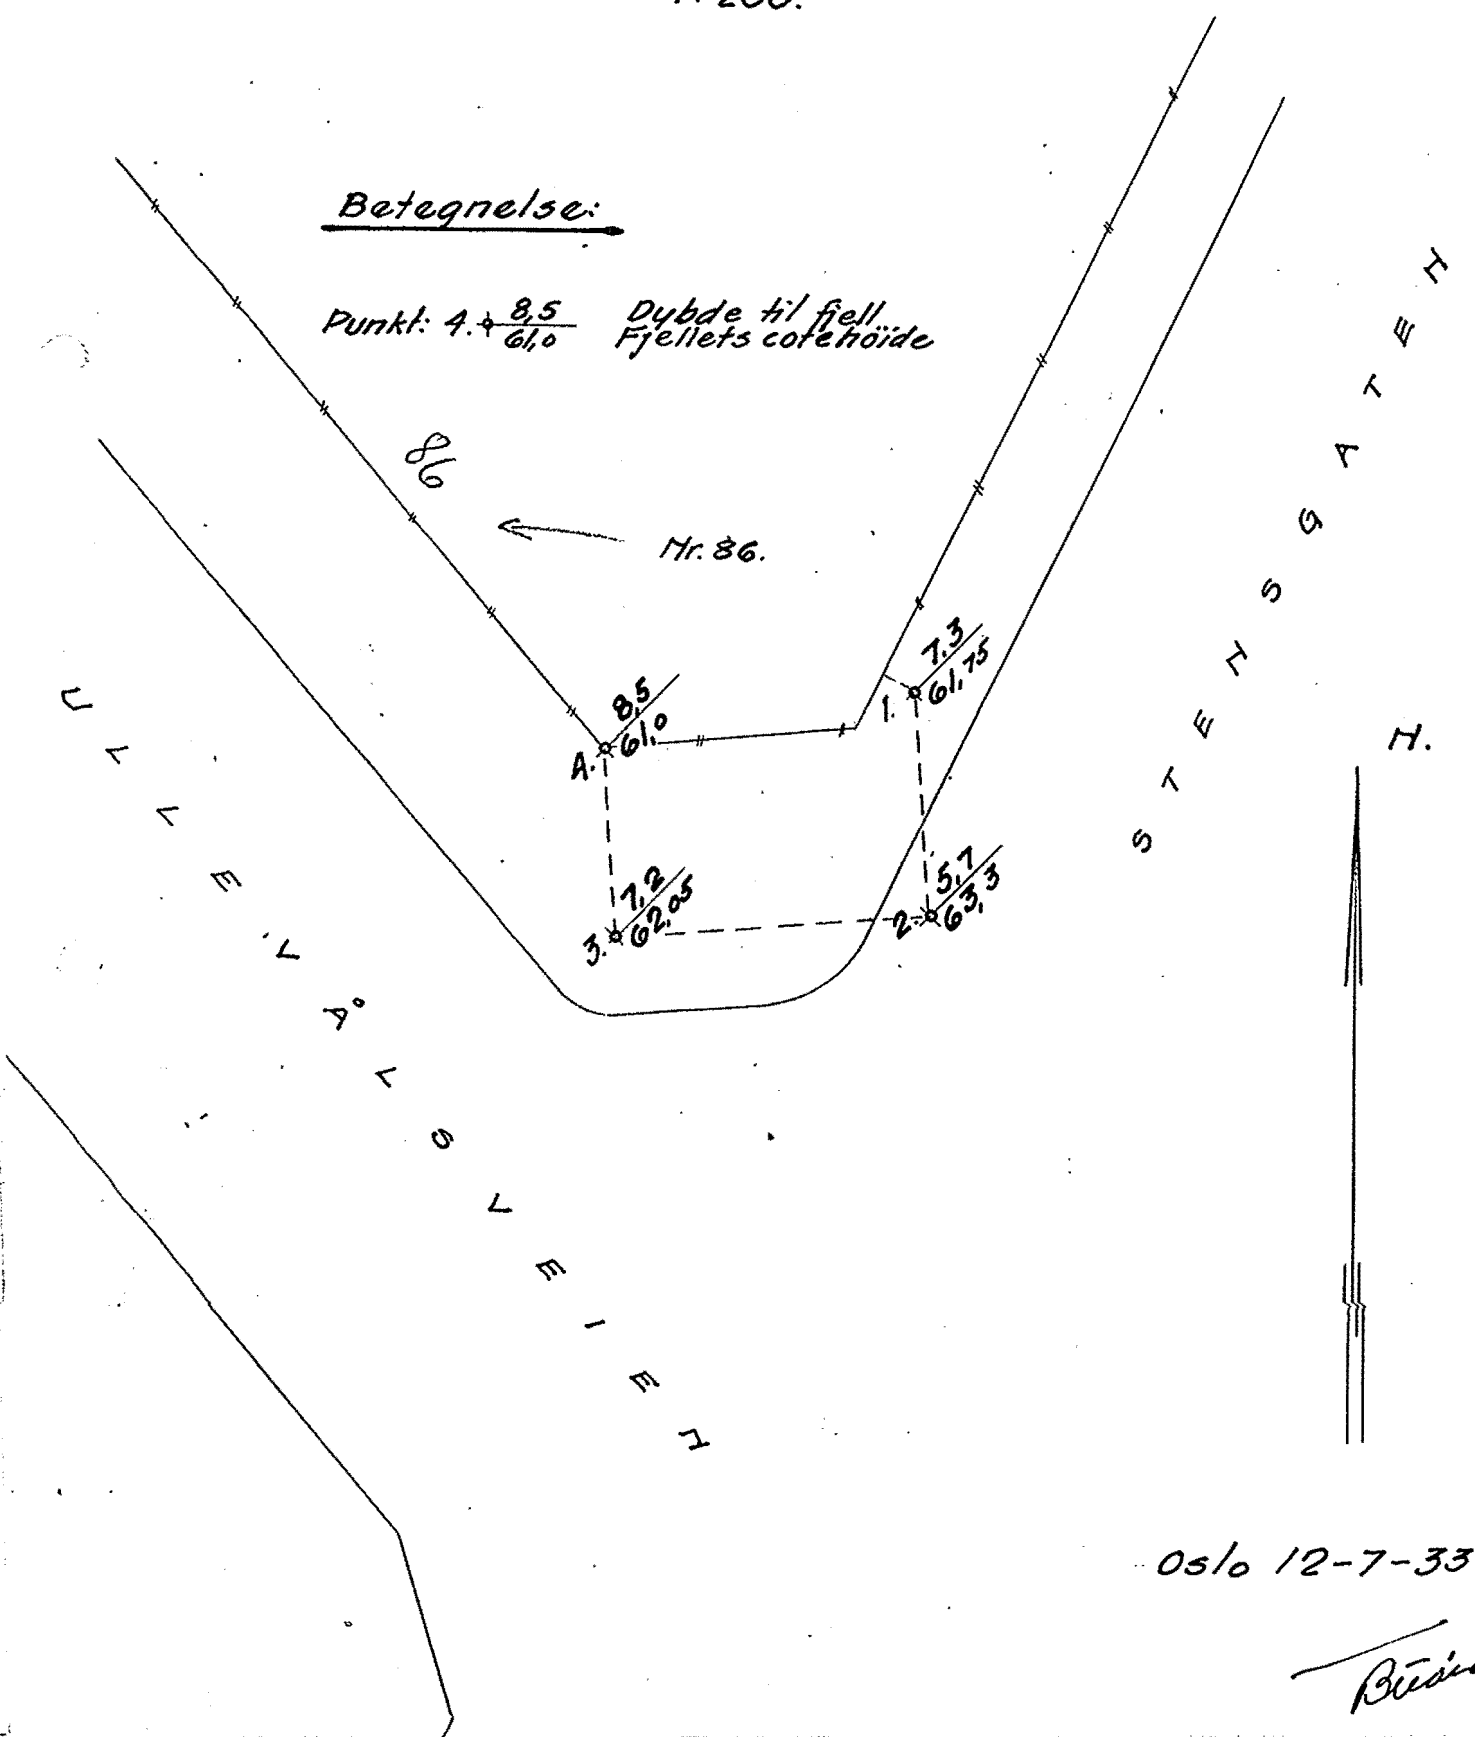 Betegnelse:
Punkt: 4. 8,5 Dybde til fjell
61,0 Fjellets cotehöide
86
Nr. 86.
STENSGATEN
ULLEVÅLSVEIEN
7,3
1. 61,75
8,5
4. 61,0
5,7
2. 63,3
7,2
3. 62,05
N.
Oslo 12-7-33